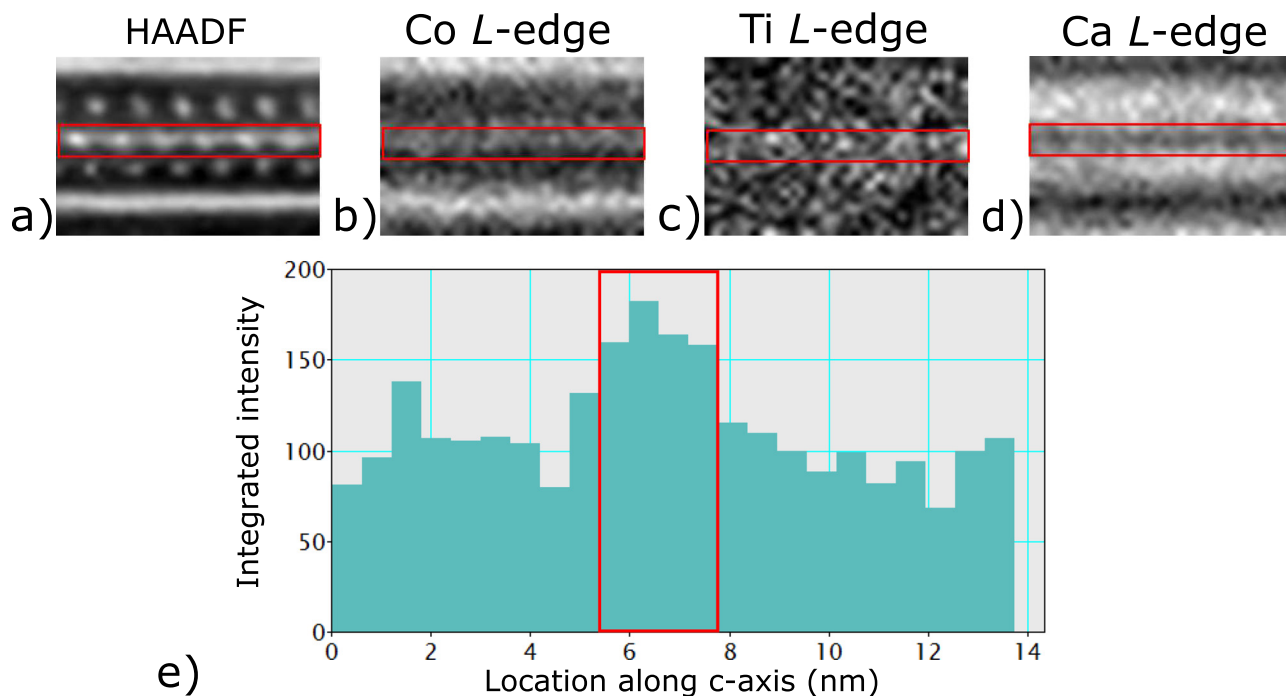 HAADF
Co L-edge
Ti L-edge
Ca L-edge
a)
b)
c)
d)
200
150
100
50
0
Integrated intensity
0 2 4 6 8 10 12 14
Location along c-axis (nm)
e)